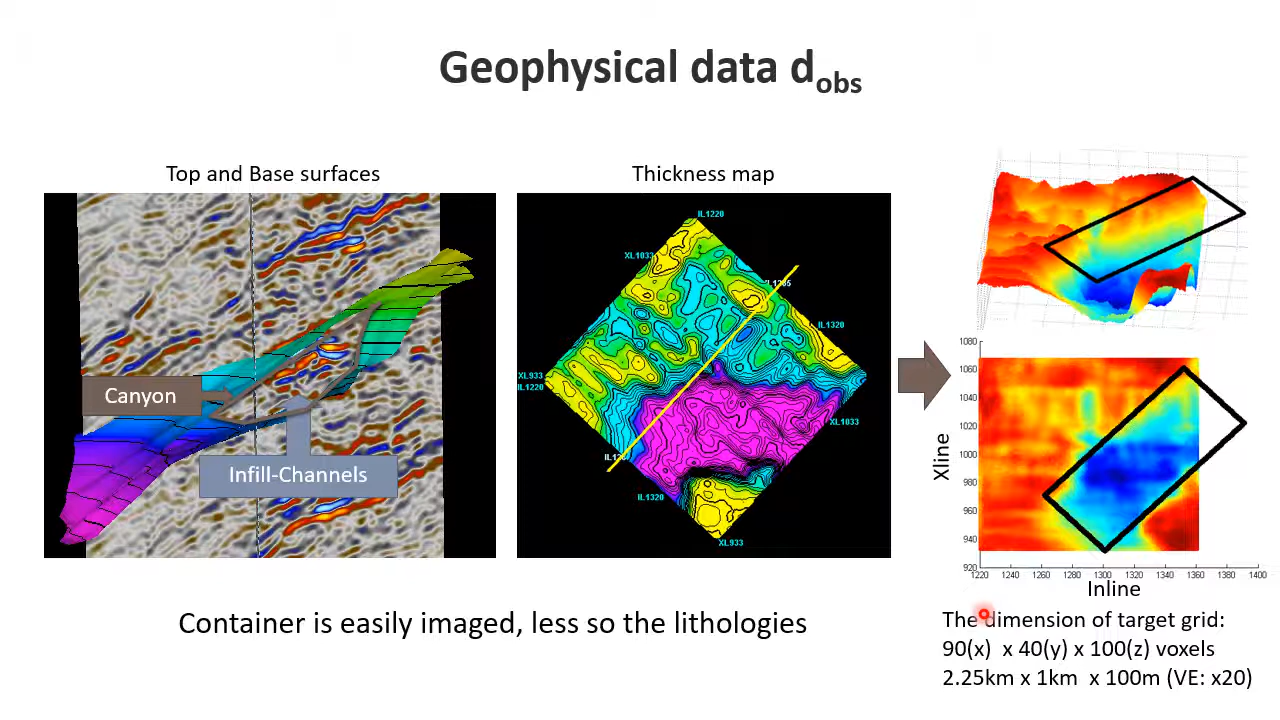 Geophysical data dobs
Top and Base surfaces
Thickness map
Canyon
Infill-Channels
IL1220
XL1033
IL1320
XL933
IL1220
XL1033
IL1320
XL933
1080
1060
1040
1020
1000
980
960
940
920
Xline
1220 1240 1260 1280 1300 1320 1340 1360 1380 1400
Inline
Container is easily imaged, less so the lithologies
The dimension of target grid:
90(x) x 40(y) x 100(z) voxels
2.25km x 1km x 100m (VE: x20)